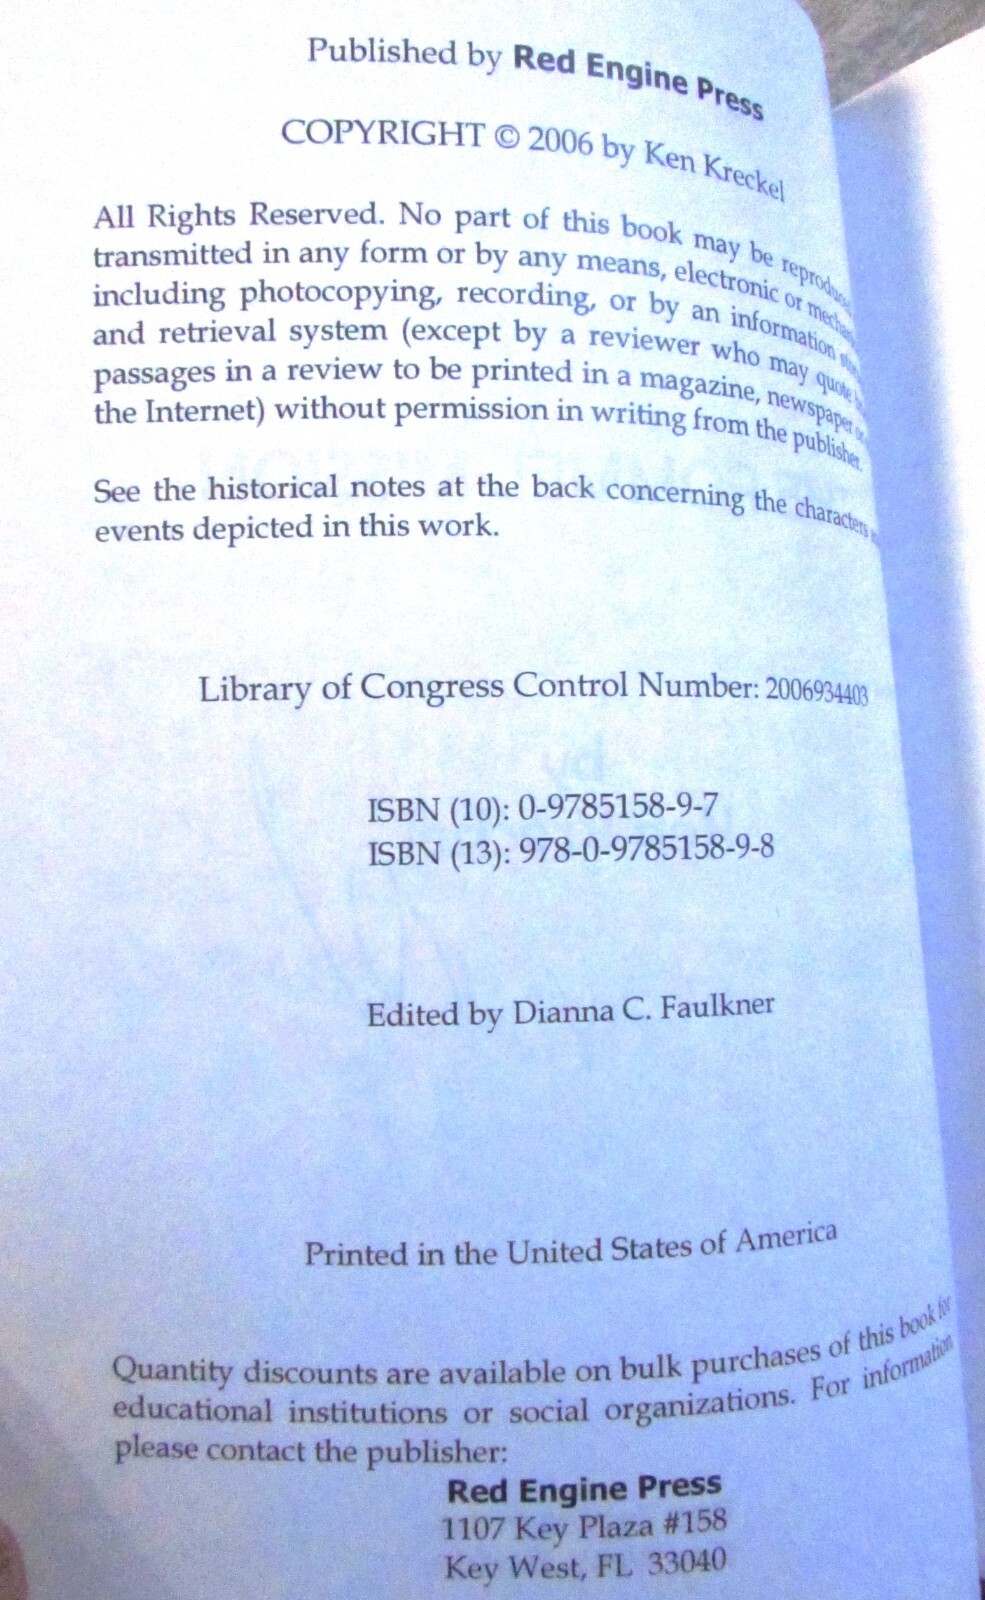 Published by Red Engine Press
COPYRIGHT © 2006 by Ken Kreckel
All Rights Reserved. No part of this book may be
transmitted in any form or by any means, electronic or
including photocopying, recording, or by an information
and retrieval system (except by a reviewer who may quote
passages in a review to be printed in a magazine, newspaper
the Internet) without permission in writing from the publisher.
See the historical notes at the back concerning the characters
events depicted in this work.
Library of Congress Control Number: 2006934403
ISBN (10): 0-9785158-9-7
ISBN (13): 978-0-9785158-9-8
Edited by Dianna C. Faulkner
Printed in the United States of America
Quantity discounts are available on bulk purchases of this book for
educational institutions or social organizations. For information
please contact the publisher:
Red Engine Press
1107 Key Plaza #158
Key West, FL 33040